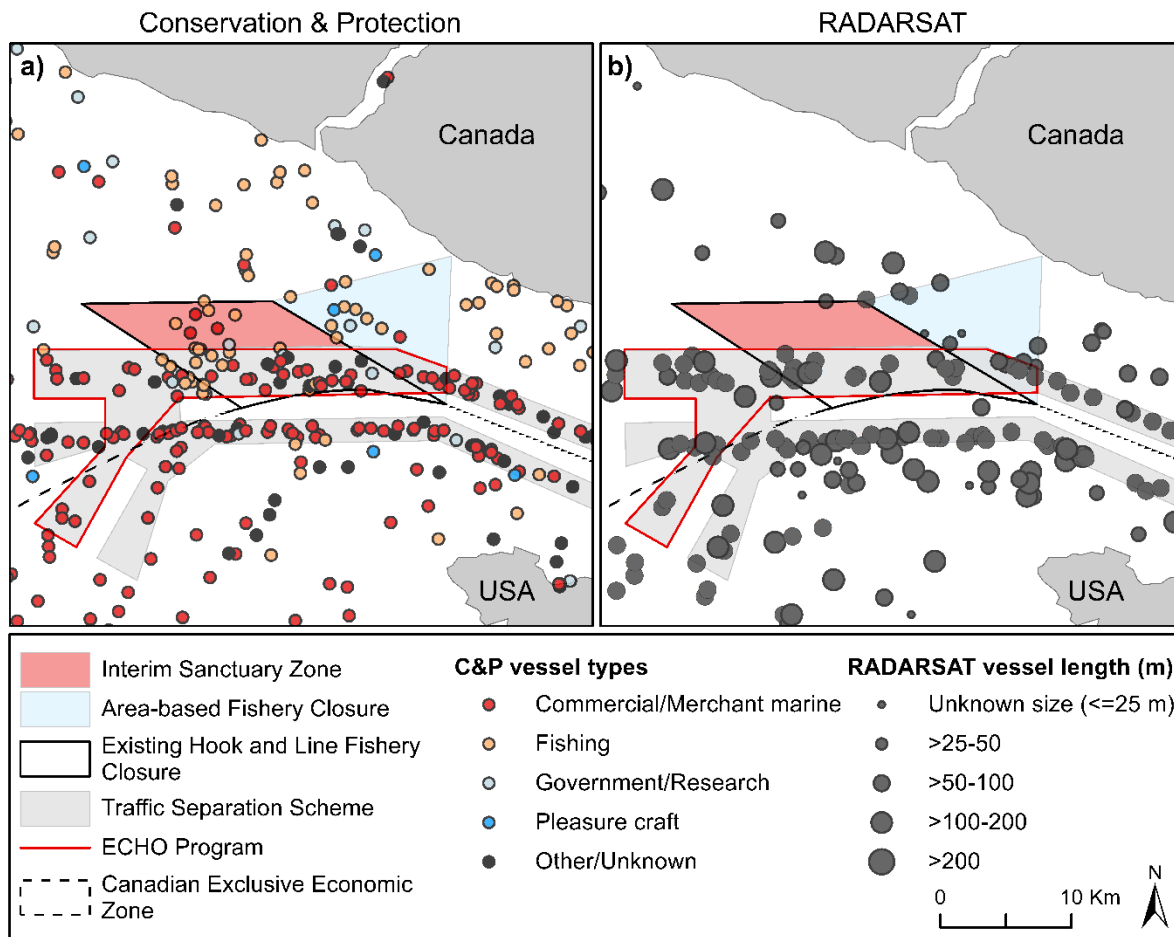 Conservation & Protection
RADARSAT
a)
Canada
USA
b)
Canada
USA
Interim Sanctuary Zone
Area-based Fishery Closure
Existing Hook and Line Fishery
Closure
Traffic Separation Scheme
ECHO Program
Canadian Exclusive Economic
Zone
C&P vessel types
Commercial/Merchant marine
Fishing
Government/Research
Pleasure craft
Other/Unknown
RADARSAT vessel length (m)
Unknown size (<=25 m)
>25-50
>50-100
>100-200
>200
0 10 Km
N